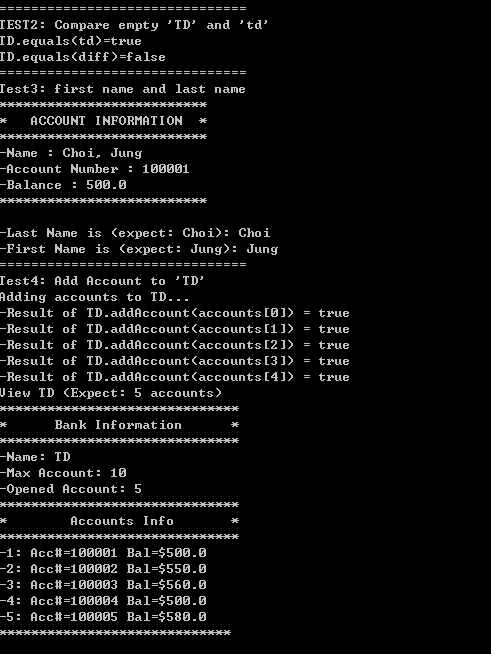 ===============================
TEST2: Compare empty 'TD' and 'td'
TD.equals(td)=true
TD.equals(diff)=false
===============================
Test3: first name and last name
**************************
*   ACCOUNT INFORMATION  *
**************************
-Name : Choi, Jung
-Account Number : 100001
-Balance : 500.0
**************************

-Last Name is (expect: Choi): Choi
-First Name is (expect: Jung): Jung
===============================
Test4: Add Account to 'TD'
Adding accounts to TD...
-Result of TD.addAccount(accounts[0]) = true
-Result of TD.addAccount(accounts[1]) = true
-Result of TD.addAccount(accounts[2]) = true
-Result of TD.addAccount(accounts[3]) = true
-Result of TD.addAccount(accounts[4]) = true
View TD (Expect: 5 accounts)
******************************
*      Bank Information      *
******************************
-Name: TD
-Max Account: 10
-Opened Account: 5
******************************
*        Accounts Info       *
******************************
-1: Acc#=100001 Bal=$500.0
-2: Acc#=100002 Bal=$550.0
-3: Acc#=100003 Bal=$560.0
-4: Acc#=100004 Bal=$500.0
-5: Acc#=100005 Bal=$580.0
*****************************